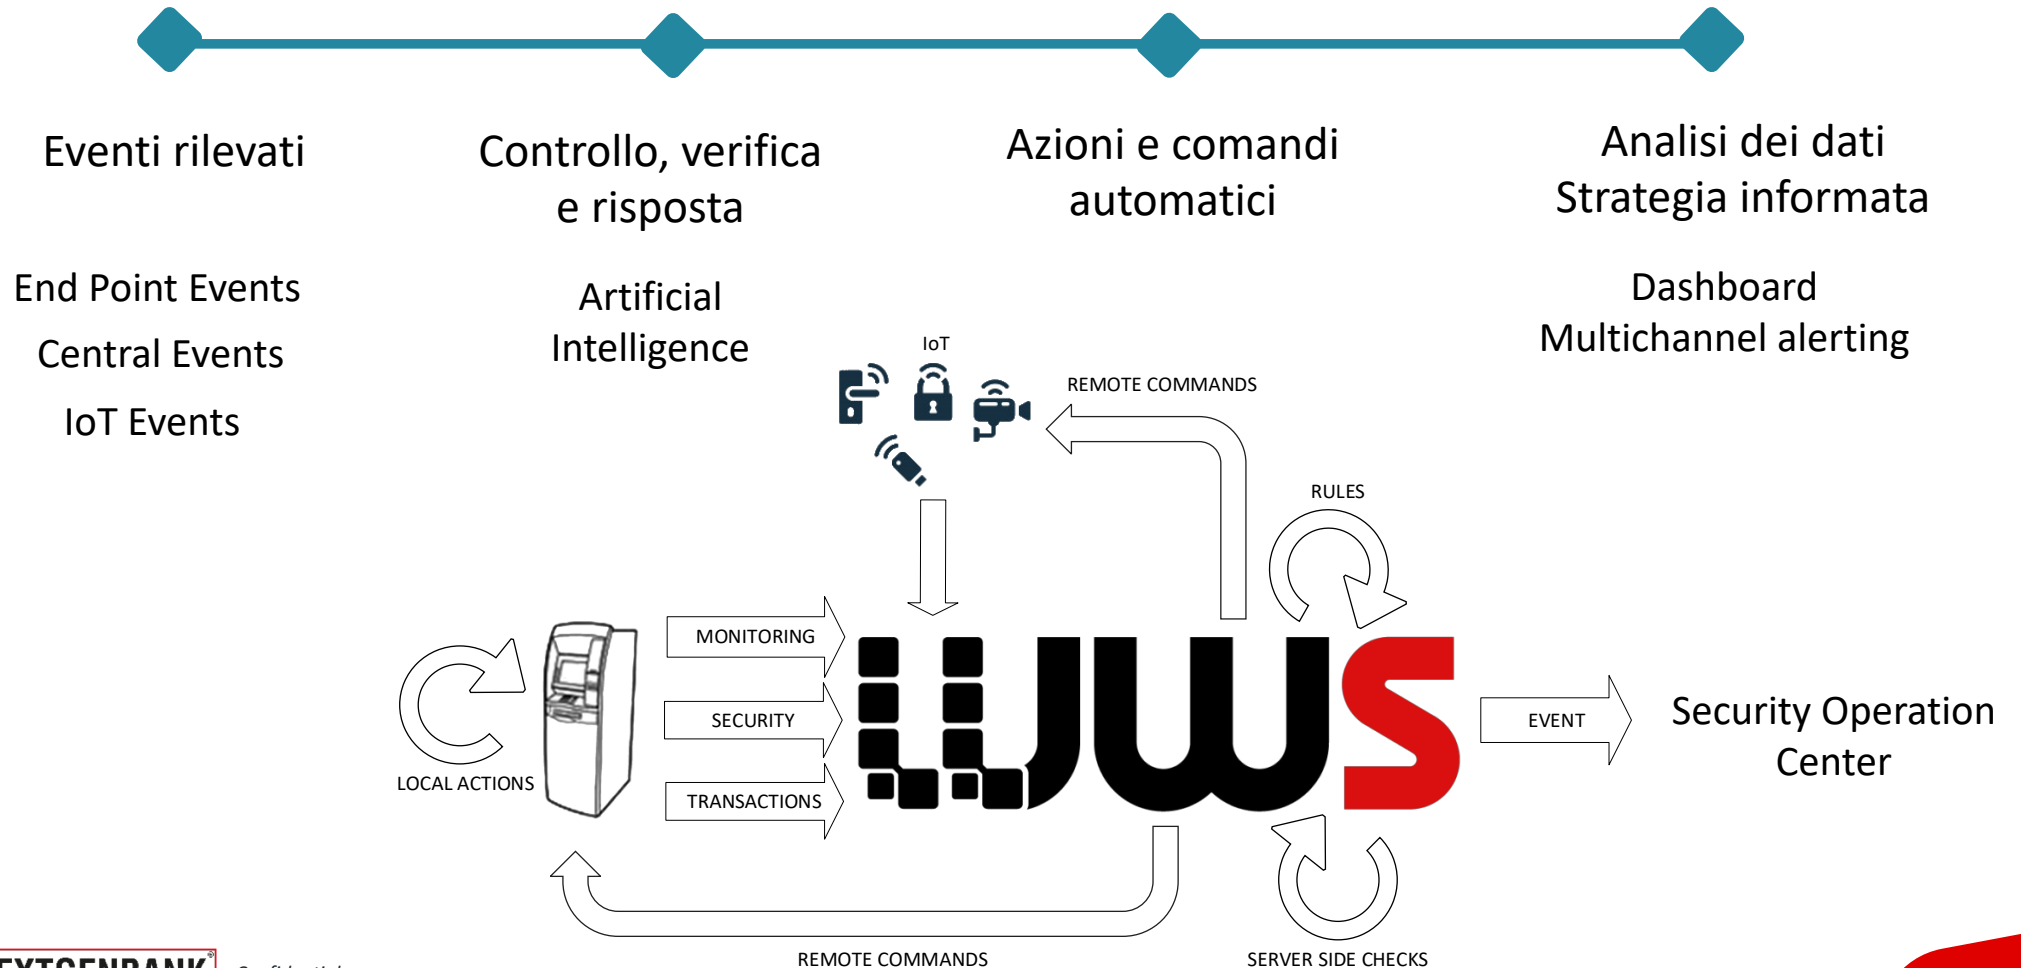 Eventi rilevati
Controllo, verifica
e risposta
Azioni e comandi
automatici
Analisi dei dati
Strategia informata
End Point Events
Central Events
IoT Events
Artificial
Intelligence
Dashboard
Multichannel alerting
IoT
REMOTE COMMANDS
RULES
MONITORING
SECURITY
TRANSACTIONS
LOCAL ACTIONS
WWS
EVENT
Security Operation
Center
REMOTE COMMANDS
SERVER SIDE CHECKS